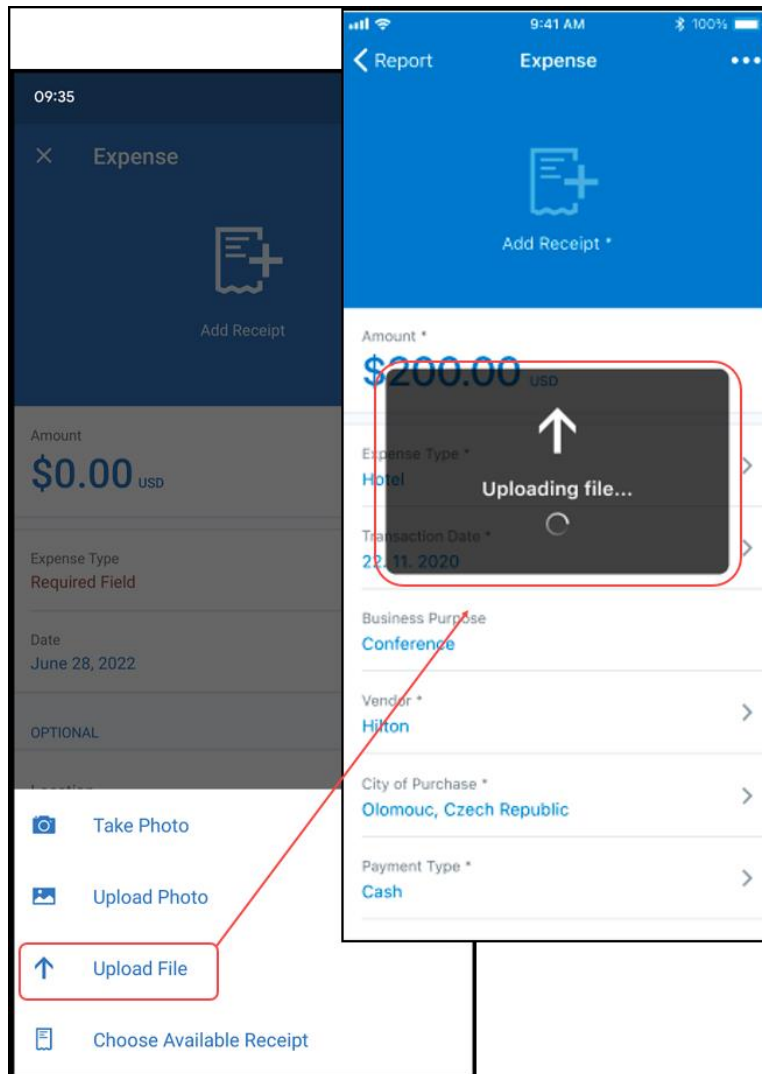 09:35
Expense
Add Receipt
Amount
$0.00 USD
Expense Type
Required Field
Date
June 28, 2022
OPTIONAL
Location
Take Photo
Upload Photo
Upload File
Choose Available Receipt
9:41 AM
100%
Report
Expense
Add Receipt *
Amount *
$200.00 USD
Expense Type *
Hotel
Uploading file...
Transaction Date *
22. 11. 2020
Business Purpose
Conference
Vendor *
Hilton
City of Purchase *
Olomouc, Czech Republic
Payment Type *
Cash